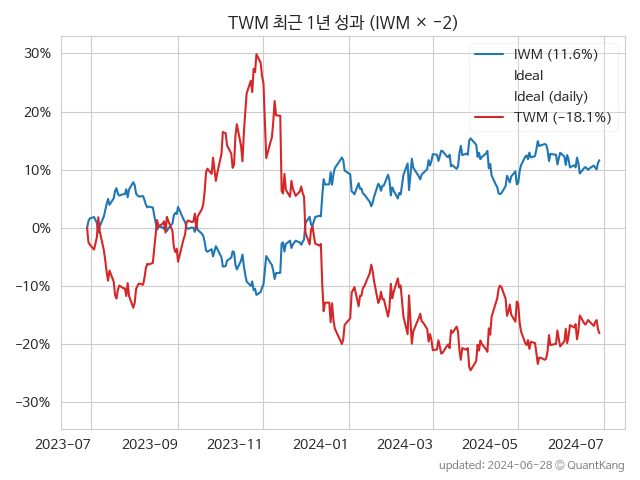 TWM 최근 1년 성과 (IWM × −2)
IWM (11.6%)
Ideal
Ideal (daily)
TWM (−18.1%)
30%
20%
10%
0%
−10%
−20%
−30%
2023−07
2023−09
2023−11
2024−01
2024−03
2024−05
2024−07
updated: 2024-06-28 © QuantKang